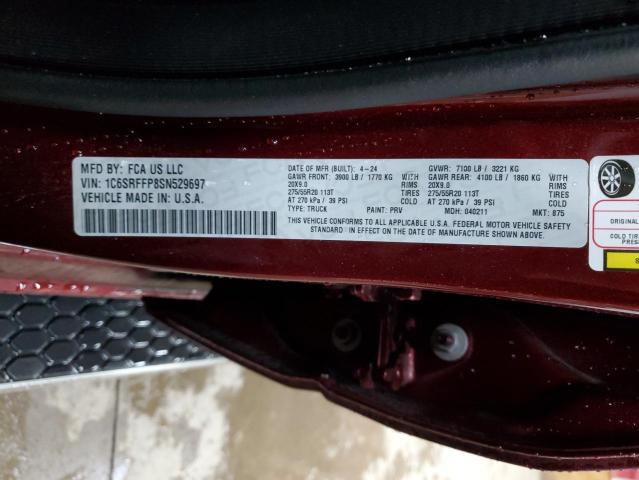 MFD BY: FCA US LLC
VIN: 1C6SRFFP8SN529697
VEHICLE MADE IN: U.S.A.
DATE OF MFR (BUILT): 4-24 GVWR: 7100 LB / 3221 KG
GAWR FRONT: 3900 LB / 1770 KG WITH GAWR REAR: 4100 LB / 1860 KG WITH
20X9.0 RIMS 20X9.0 RIMS
275/55R20 113T TIRES 275/55R20 113T TIRES
AT 270 kPa / 39 PSI COLD AT 270 kPa / 39 PSI COLD
TYPE: TRUCK PAINT: PRV MDH: 040211 MKT: 875
THIS VEHICLE CONFORMS TO ALL APPLICABLE U.S.A. FEDERAL MOTOR VEHICLE SAFETY
STANDARD IN EFFECT ON THE DATE OF MANUFACTURE SHOWN ABOVE.
ORIGINAL
COLD TIR
PRES
S